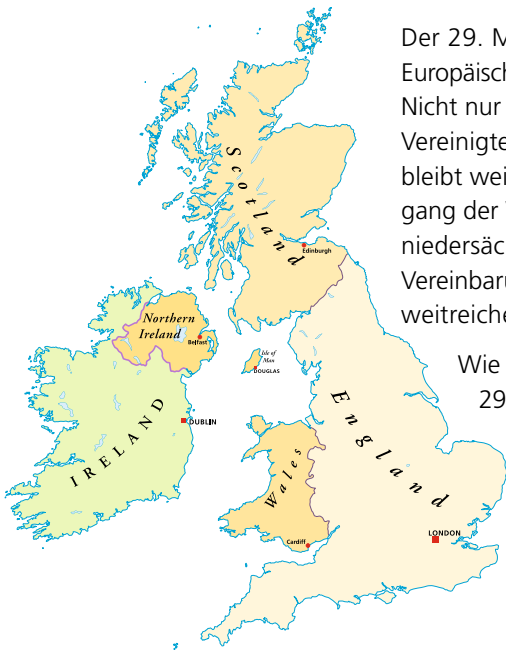 Der 29. M
Europäisch
Nicht nur
Vereinigte
bleibt wei
gang der
niedersäc
Vereinbaru
weitreiche
Wie
29
Scotland
Edinburgh
Northern
Ireland
Belfast
Isle of
Man
DOUGLAS
IRELAND
DUBLIN
England
Wales
Cardiff
LONDON